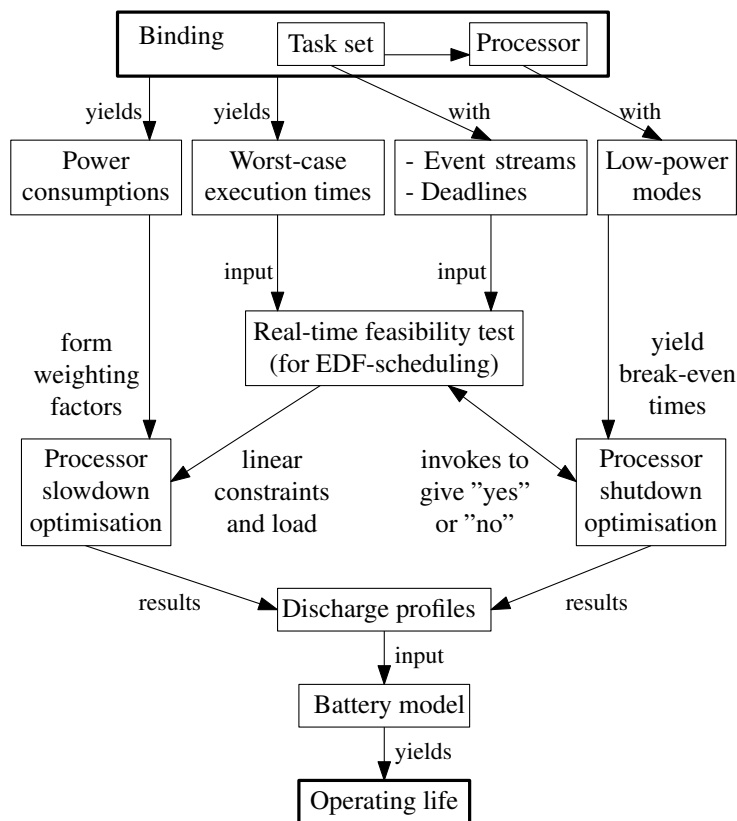 Binding
Task set
Processor
yields
yields
with
with
Power
consumptions
Worst-case
execution times
- Event streams
- Deadlines
Low-power
modes
input
input
Real-time feasibility test
(for EDF-scheduling)
form
weighting
factors
yield
break-even
times
Processor
slowdown
optimisation
linear
constraints
and load
invokes to
give ”yes”
or ”no”
Processor
shutdown
optimisation
results
results
Discharge profiles
input
Battery model
yields
Operating life